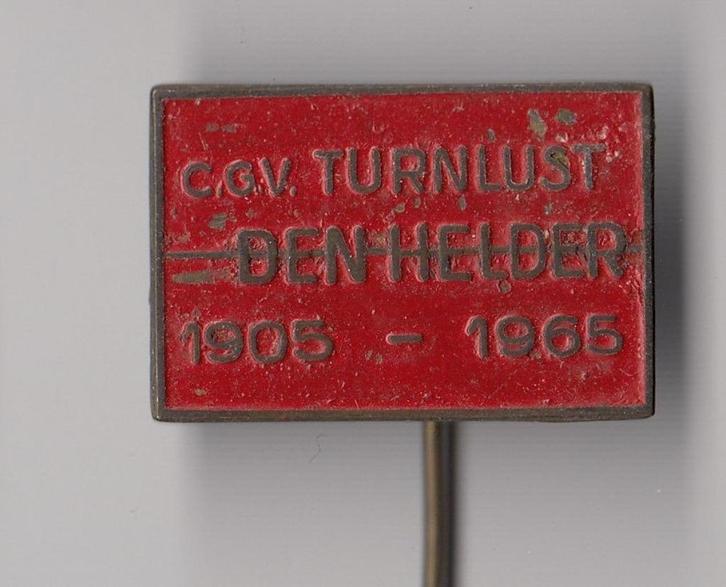 C.G.V. TURNLUST
DEN HELDER
1905 - 1965